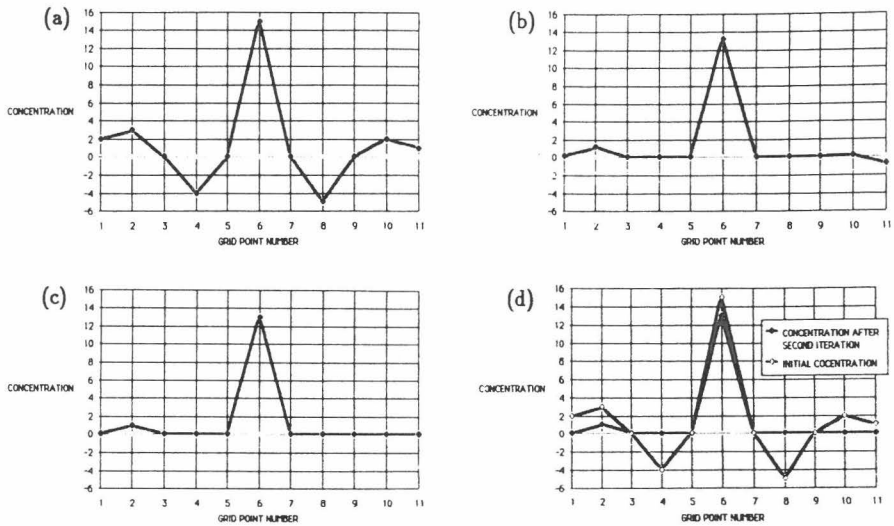 (a)
16
14
12
10
8
6
4
2
0
-2
-4
-6
CONCENTRATION
1 2 3 4 5 6 7 8 9 10 11
GRID POINT NUMBER
(b)
16
14
12
10
8
6
4
2
0
-2
-4
-6
CONCENTRATION
1 2 3 4 5 6 7 8 9 10 11
GRID POINT NUMBER
(c)
16
14
12
10
8
6
4
2
0
-2
-4
-6
CONCENTRATION
1 2 3 4 5 6 7 8 9 10 11
GRID POINT NUMBER
(d)
16
14
12
10
8
6
4
2
0
-2
-4
-6
CONCENTRATION
CONCENTRATION AFTER
SECOND ITERATION
INITIAL COCENTRATION
1 2 3 4 5 6 7 8 9 10 11
GRID POINT NUMBER